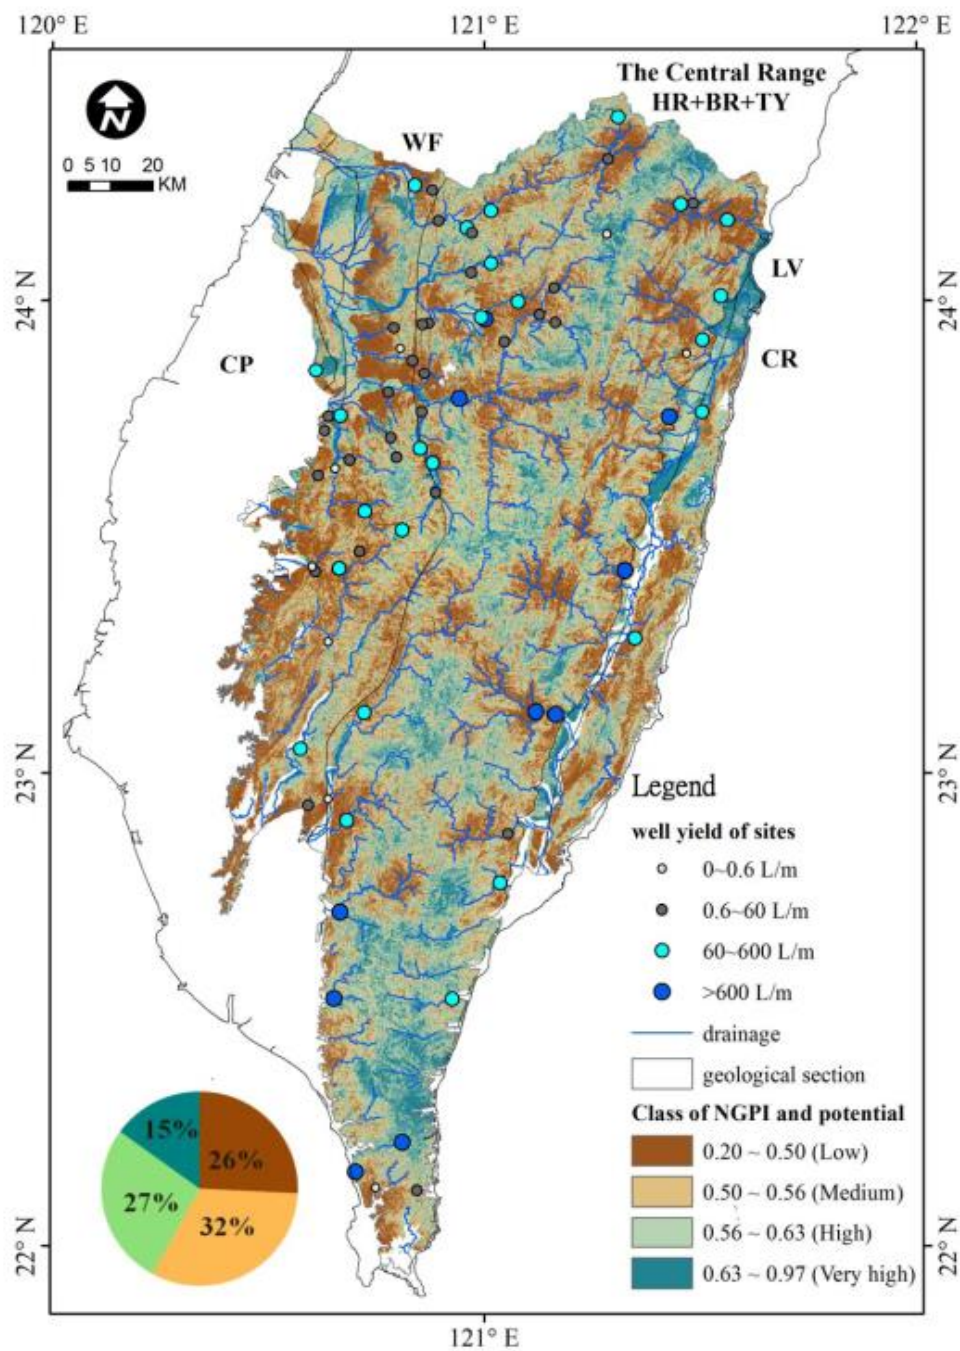 120° E
121° E
122° E
The Central Range
HR+BR+TY
N
WF
0 5 10 20
KM
LV
24° N
24° N
CP
CR
23° N
23° N
Legend
well yield of sites
0~0.6 L/m
0.6~60 L/m
60~600 L/m
>600 L/m
drainage
geological section
Class of NGPI and potential
15%
26%
0.20 ~ 0.50 (Low)
27%
0.50 ~ 0.56 (Medium)
32%
0.56 ~ 0.63 (High)
22° N
22° N
0.63 ~ 0.97 (Very high)
121° E